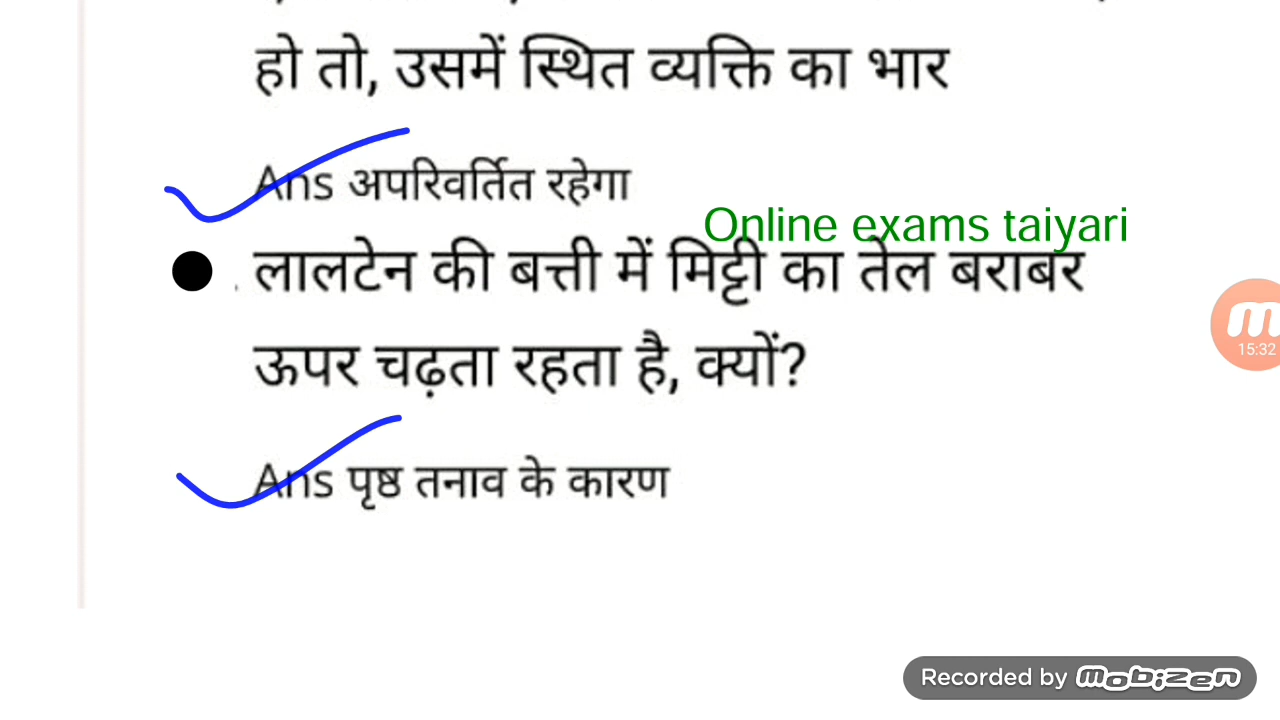 हो तो, उसमें स्थित व्यक्ति का भार
Ans अपरिवर्तित रहेगा
Online exams taiyari
. लालटेन की बत्ती में मिट्टी का तेल बराबर
ऊपर चढ़ता रहता है, क्यों?
15:32
Ans पृष्ठ तनाव के कारण
Recorded by Mobizen